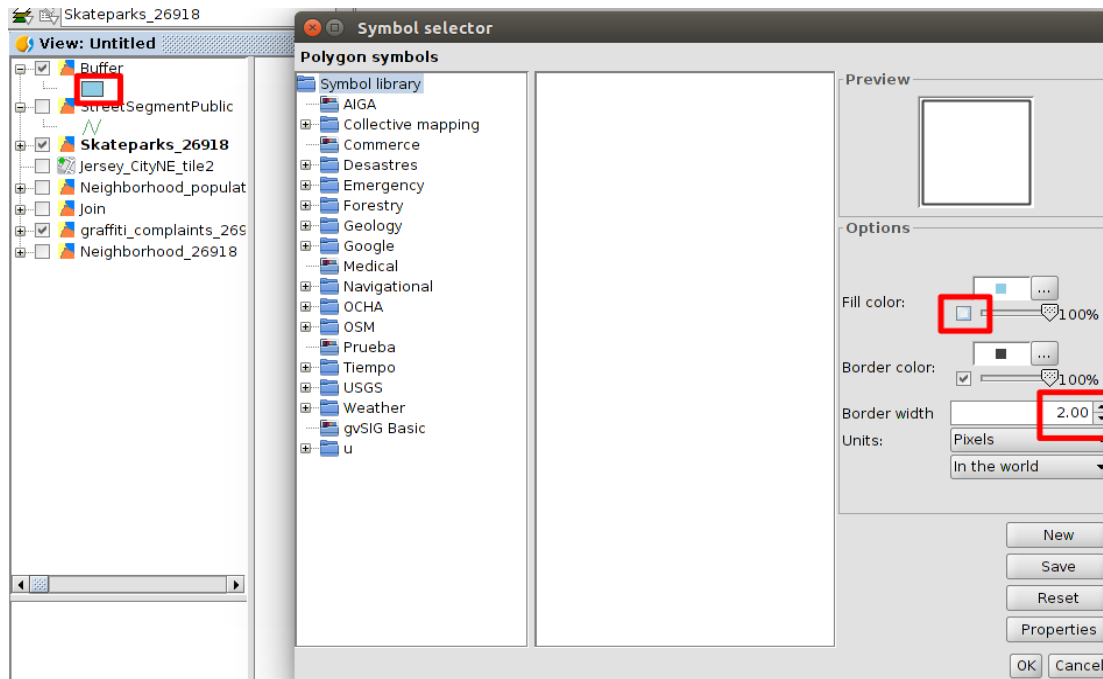 Skateparks_26918
View: Untitled
Buffer
StreetSegmentPublic
Skateparks_26918
Jersey_CityNE_tile2
Neighborhood_populat
Join
graffiti_complaints_269
Neighborhood_26918
Symbol selector
Polygon symbols
Symbol library
AIGA
Collective mapping
Commerce
Desastres
Emergency
Forestry
Geology
Google
Medical
Navigational
OCHA
OSM
Prueba
Tiempo
USGS
Weather
gvSIG Basic
u
Preview
Options
Fill color:
...
100%
Border color:
...
100%
Border width 2.00
Units: Pixels
In the world
New
Save
Reset
Properties
OK Cancel